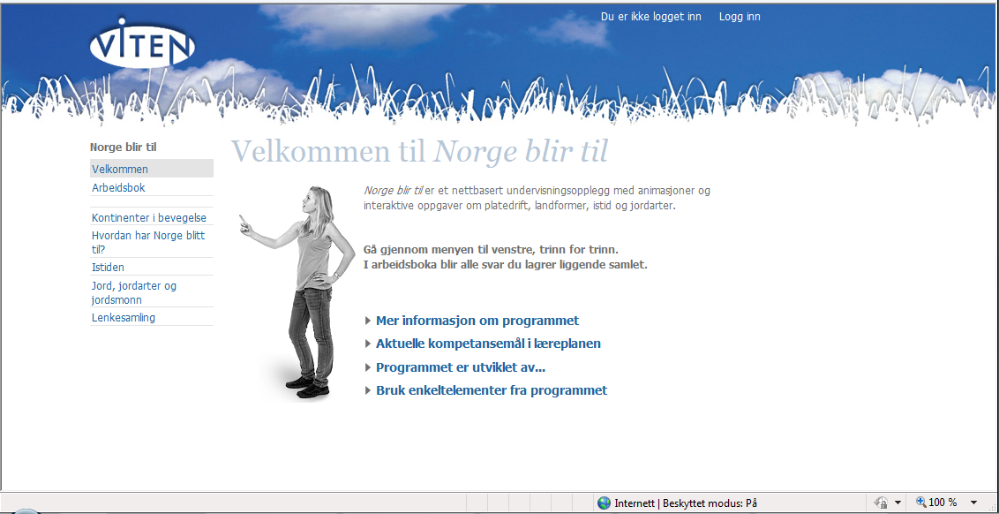 VITEN
Du er ikke logget inn Logg inn
Norge blir til
Velkommen
Arbeidsbok
Kontinenter i bevegelse
Hvordan har Norge blitt
til?
Istiden
Jord, jordarter og
jordsmonn
Lenkesamling
Velkommen til Norge blir til
Norge blir til er et nettbasert undervisningsopplegg med animasjoner og
interaktive oppgaver om platedrift, landformer, istid og jordarter.
Gå gjennom menyen til venstre, trinn for trinn.
I arbeidsboka blir alle svar du lagrer liggende samlet.
Mer informasjon om programmet
Aktuelle kompetansemål i læreplanen
Programmet er utviklet av...
Bruk enkeltelementer fra programmet
Internett | Beskyttet modus: På
100 %